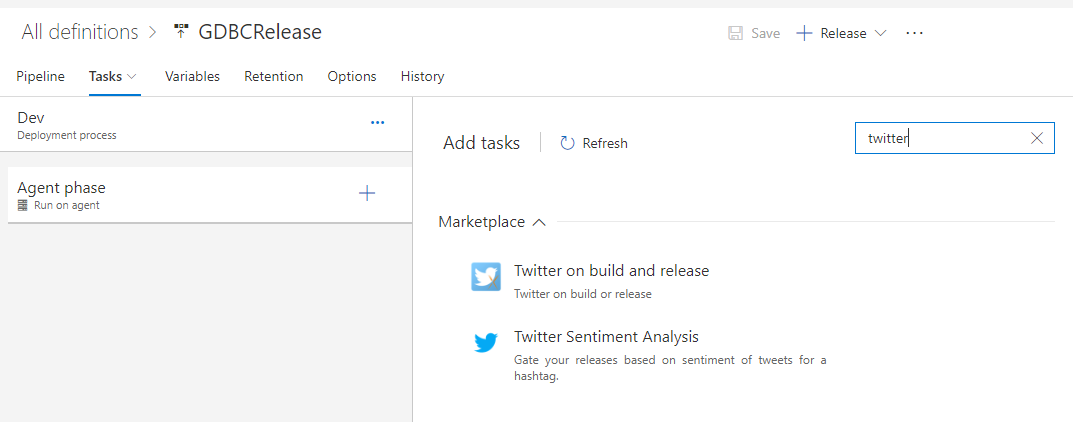 All definitions > GDBCRelease
Save + Release ...
Pipeline Tasks Variables Retention Options History
Dev
Deployment process
...
Agent phase
Run on agent
+
Add tasks Refresh
twitter
Marketplace
Twitter on build and release
Twitter on build or release
Twitter Sentiment Analysis
Gate your releases based on sentiment of tweets for a
hashtag.